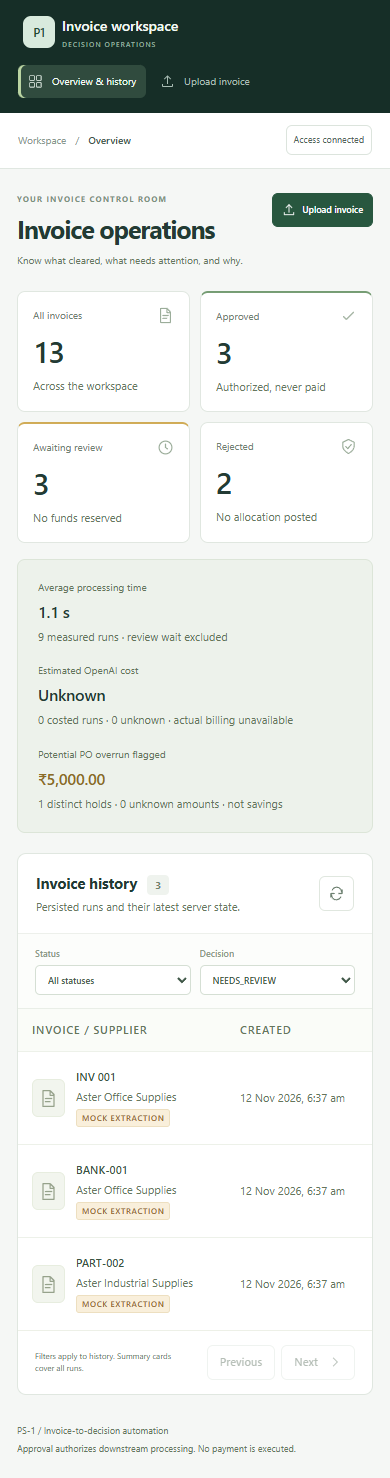 P1
Invoice workspace
DECISION OPERATIONS
Overview & history
Upload invoice
Workspace / Overview
Access connected
YOUR INVOICE CONTROL ROOM
Upload invoice
Invoice operations
Know what cleared, what needs attention, and why.
All invoices
13
Across the workspace
Approved
3
Authorized, never paid
Awaiting review
3
No funds reserved
Rejected
2
No allocation posted
Average processing time
1.1 s
9 measured runs · review wait excluded
Estimated OpenAI cost
Unknown
0 costed runs · 0 unknown · actual billing unavailable
Potential PO overrun flagged
₹5,000.00
1 distinct holds · 0 unknown amounts · not savings
Invoice history 3
Persisted runs and their latest server state.
Status
All statuses
Decision
NEEDS_REVIEW
INVOICE / SUPPLIER CREATED
INV 001
Aster Office Supplies
MOCK EXTRACTION
12 Nov 2026, 6:37 am
BANK-001
Aster Office Supplies
MOCK EXTRACTION
12 Nov 2026, 6:37 am
PART-002
Aster Industrial Supplies
MOCK EXTRACTION
12 Nov 2026, 6:37 am
Filters apply to history. Summary cards
cover all runs.
Previous
Next
PS-1 / Invoice-to-decision automation
Approval authorizes downstream processing. No payment is executed.